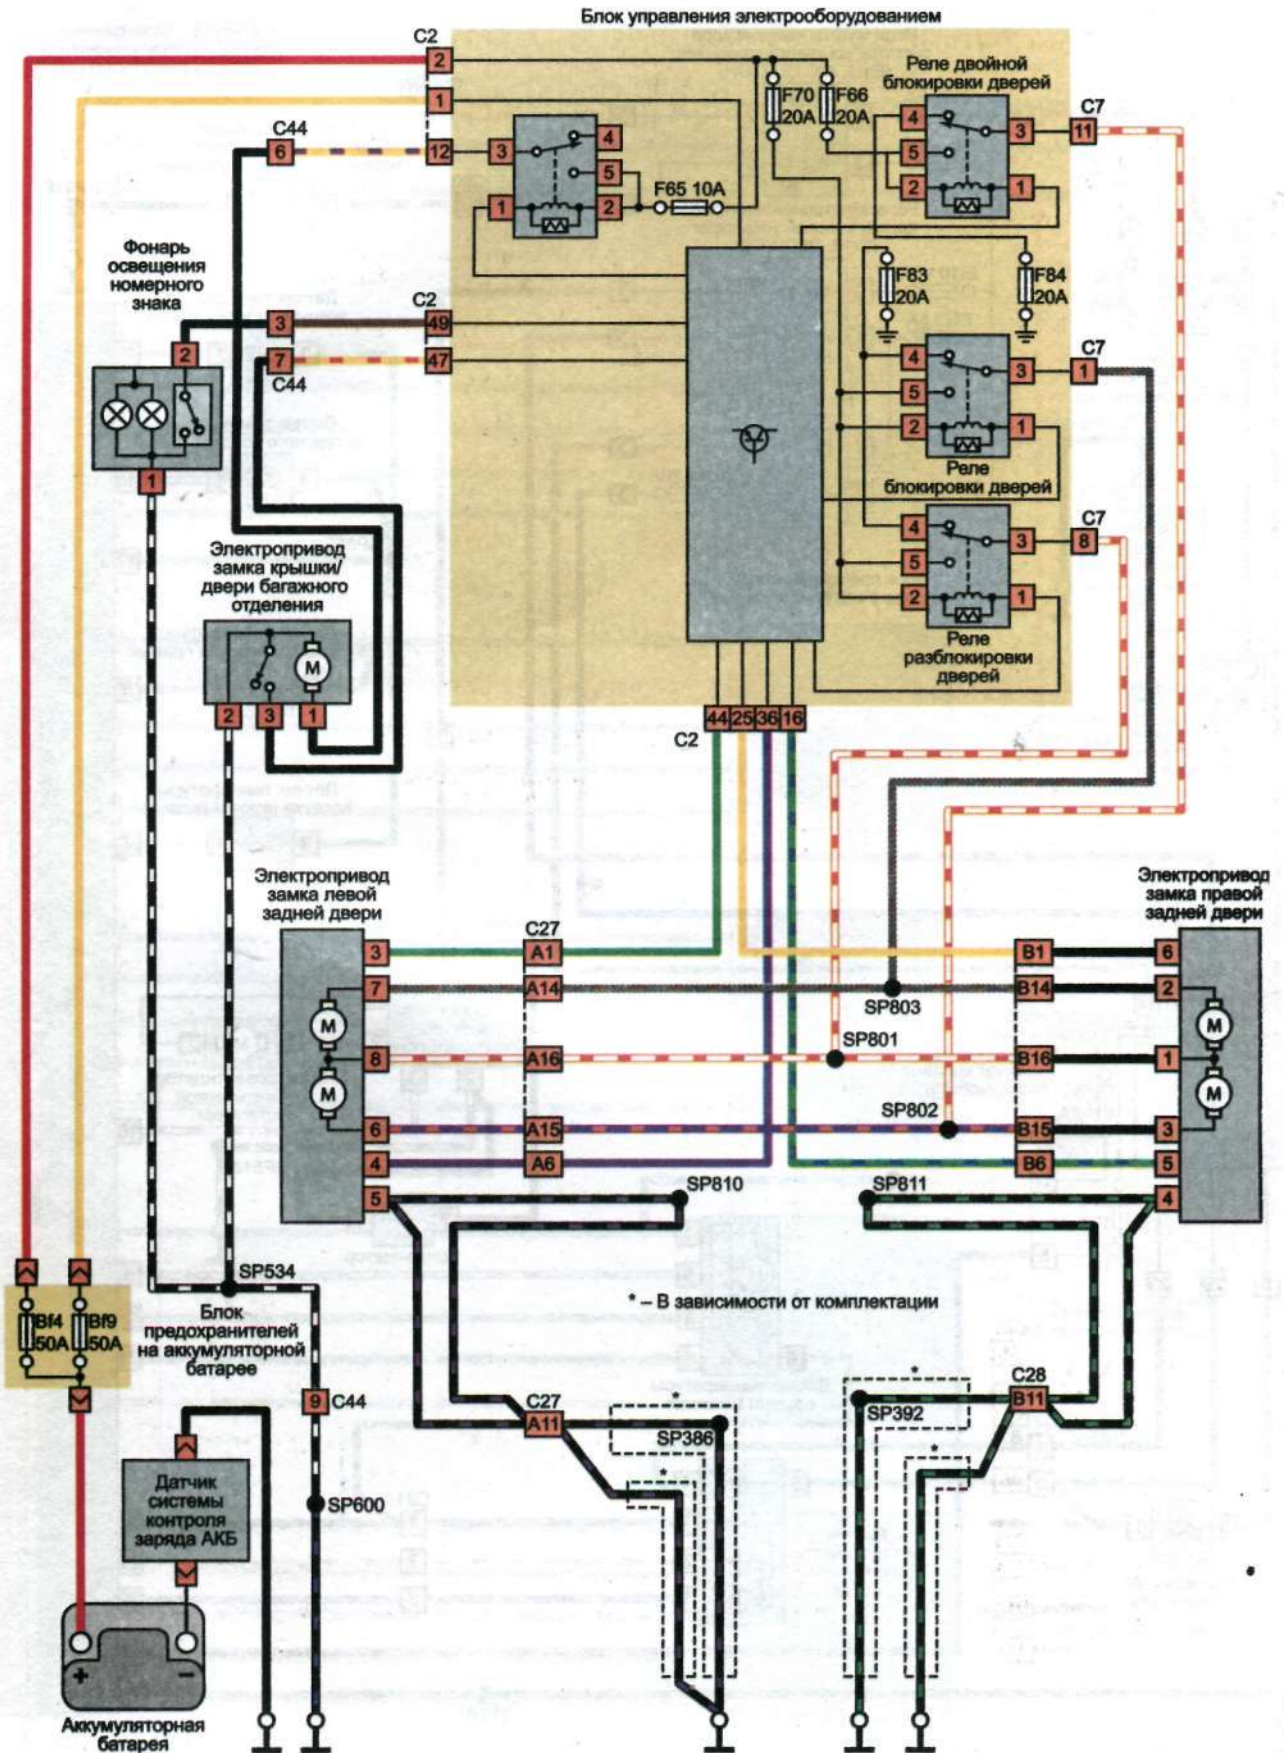 Блок управления электрооборудованием
C2
2
1
12
C44
6
3
4
5
1
2
F65 10A
F70
20A
F66
20A
Реле двойной
блокировки дверей
4
5
2
3
1
C7
11
F83
20A
F84
20A
Фонарь
освещения
номерного
знака
2
1
3
7
C44
C2
49
47
4
5
2
3
1
C7
1
Реле
блокировки дверей
4
5
2
3
1
C7
8
Реле
разблокировки
дверей
Электропривод
замка крышки/
двери багажного
отделения
M
2
3
1
44
25
36
16
C2
Электропривод
замка левой
задней двери
M
M
3
7
8
6
4
5
C27
A1
A14
A16
A15
A6
SP803
SP801
SP802
B1
B14
B16
B15
B6
Электропривод
замка правой
задней двери
6
2
1
3
5
4
M
M
SP810
SP811
SP534
* – В зависимости от комплектации
Bf4
50A
Bf9
50A
Блок
предохранителей
на аккумуляторной
батарее
9
C44
C27
A11
*
SP386
*
*
SP392
*
C28
B11
Датчик
системы
контроля
заряда АКБ
SP600
+
–
Аккумуляторная
батарея